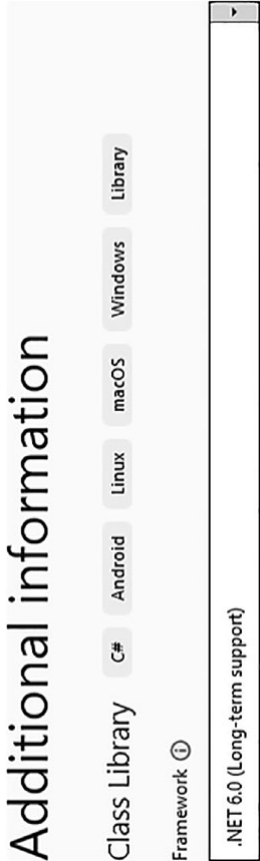 Additional information
Class Library C# Android Linux macOS Windows Library
Framework
.NET 6.0 (Long-term support)